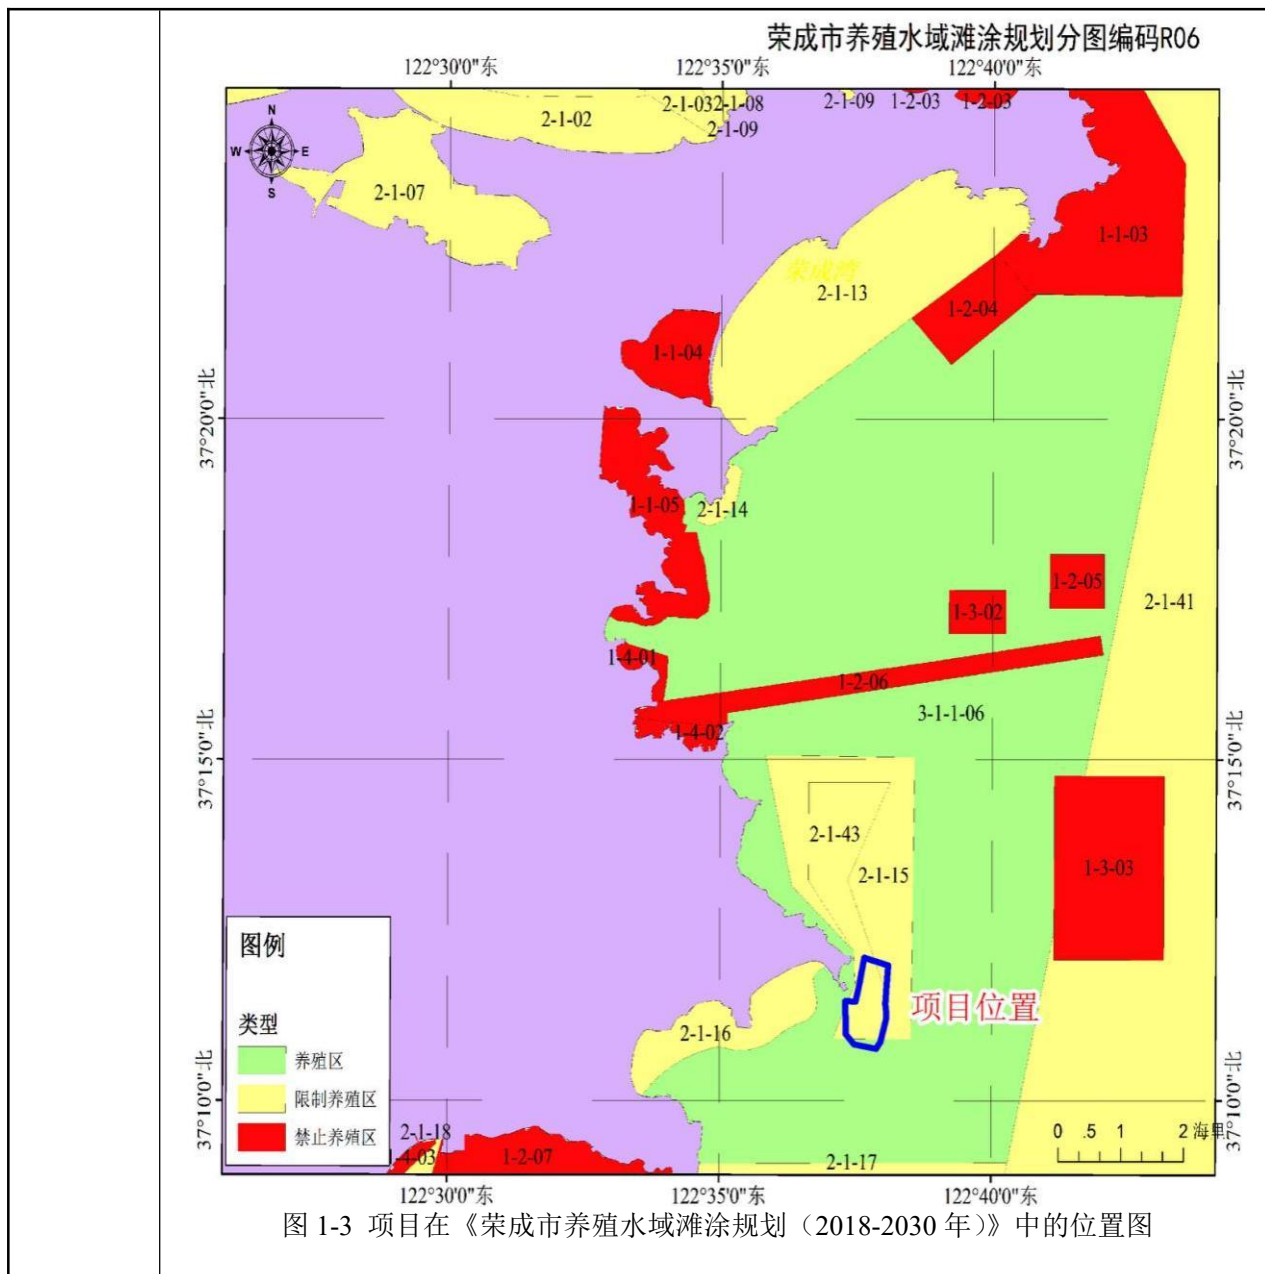 荣成市养殖水域滩涂规划分图编码R06
122°30'0"东
122°35'0"东
122°40'0"东
2-1-02
2-1-03
2-1-08
2-1-09
2-1-09
1-2-03
1-2-03
N
W
E
S
2-1-07
1-1-03
荣成湾
2-1-13
1-2-04
1-1-04
37°20'0"北
37°20'0"北
1-1-05
2-1-14
1-2-05
1-3-02
2-1-41
1-4-01
1-2-06
3-1-1-06
1-4-02
37°15'0"北
37°15'0"北
2-1-43
2-1-15
1-3-03
图例
类型
养殖区
限制养殖区
禁止养殖区
项目位置
2-1-16
37°10'0"北
37°10'0"北
2-1-18
1-4-03
1-2-07
2-1-17
0 .5 1 2 海里
122°30'0"东
122°35'0"东
122°40'0"东
图 1-3 项目在《荣成市养殖水域滩涂规划（2018-2030 年）》中的位置图